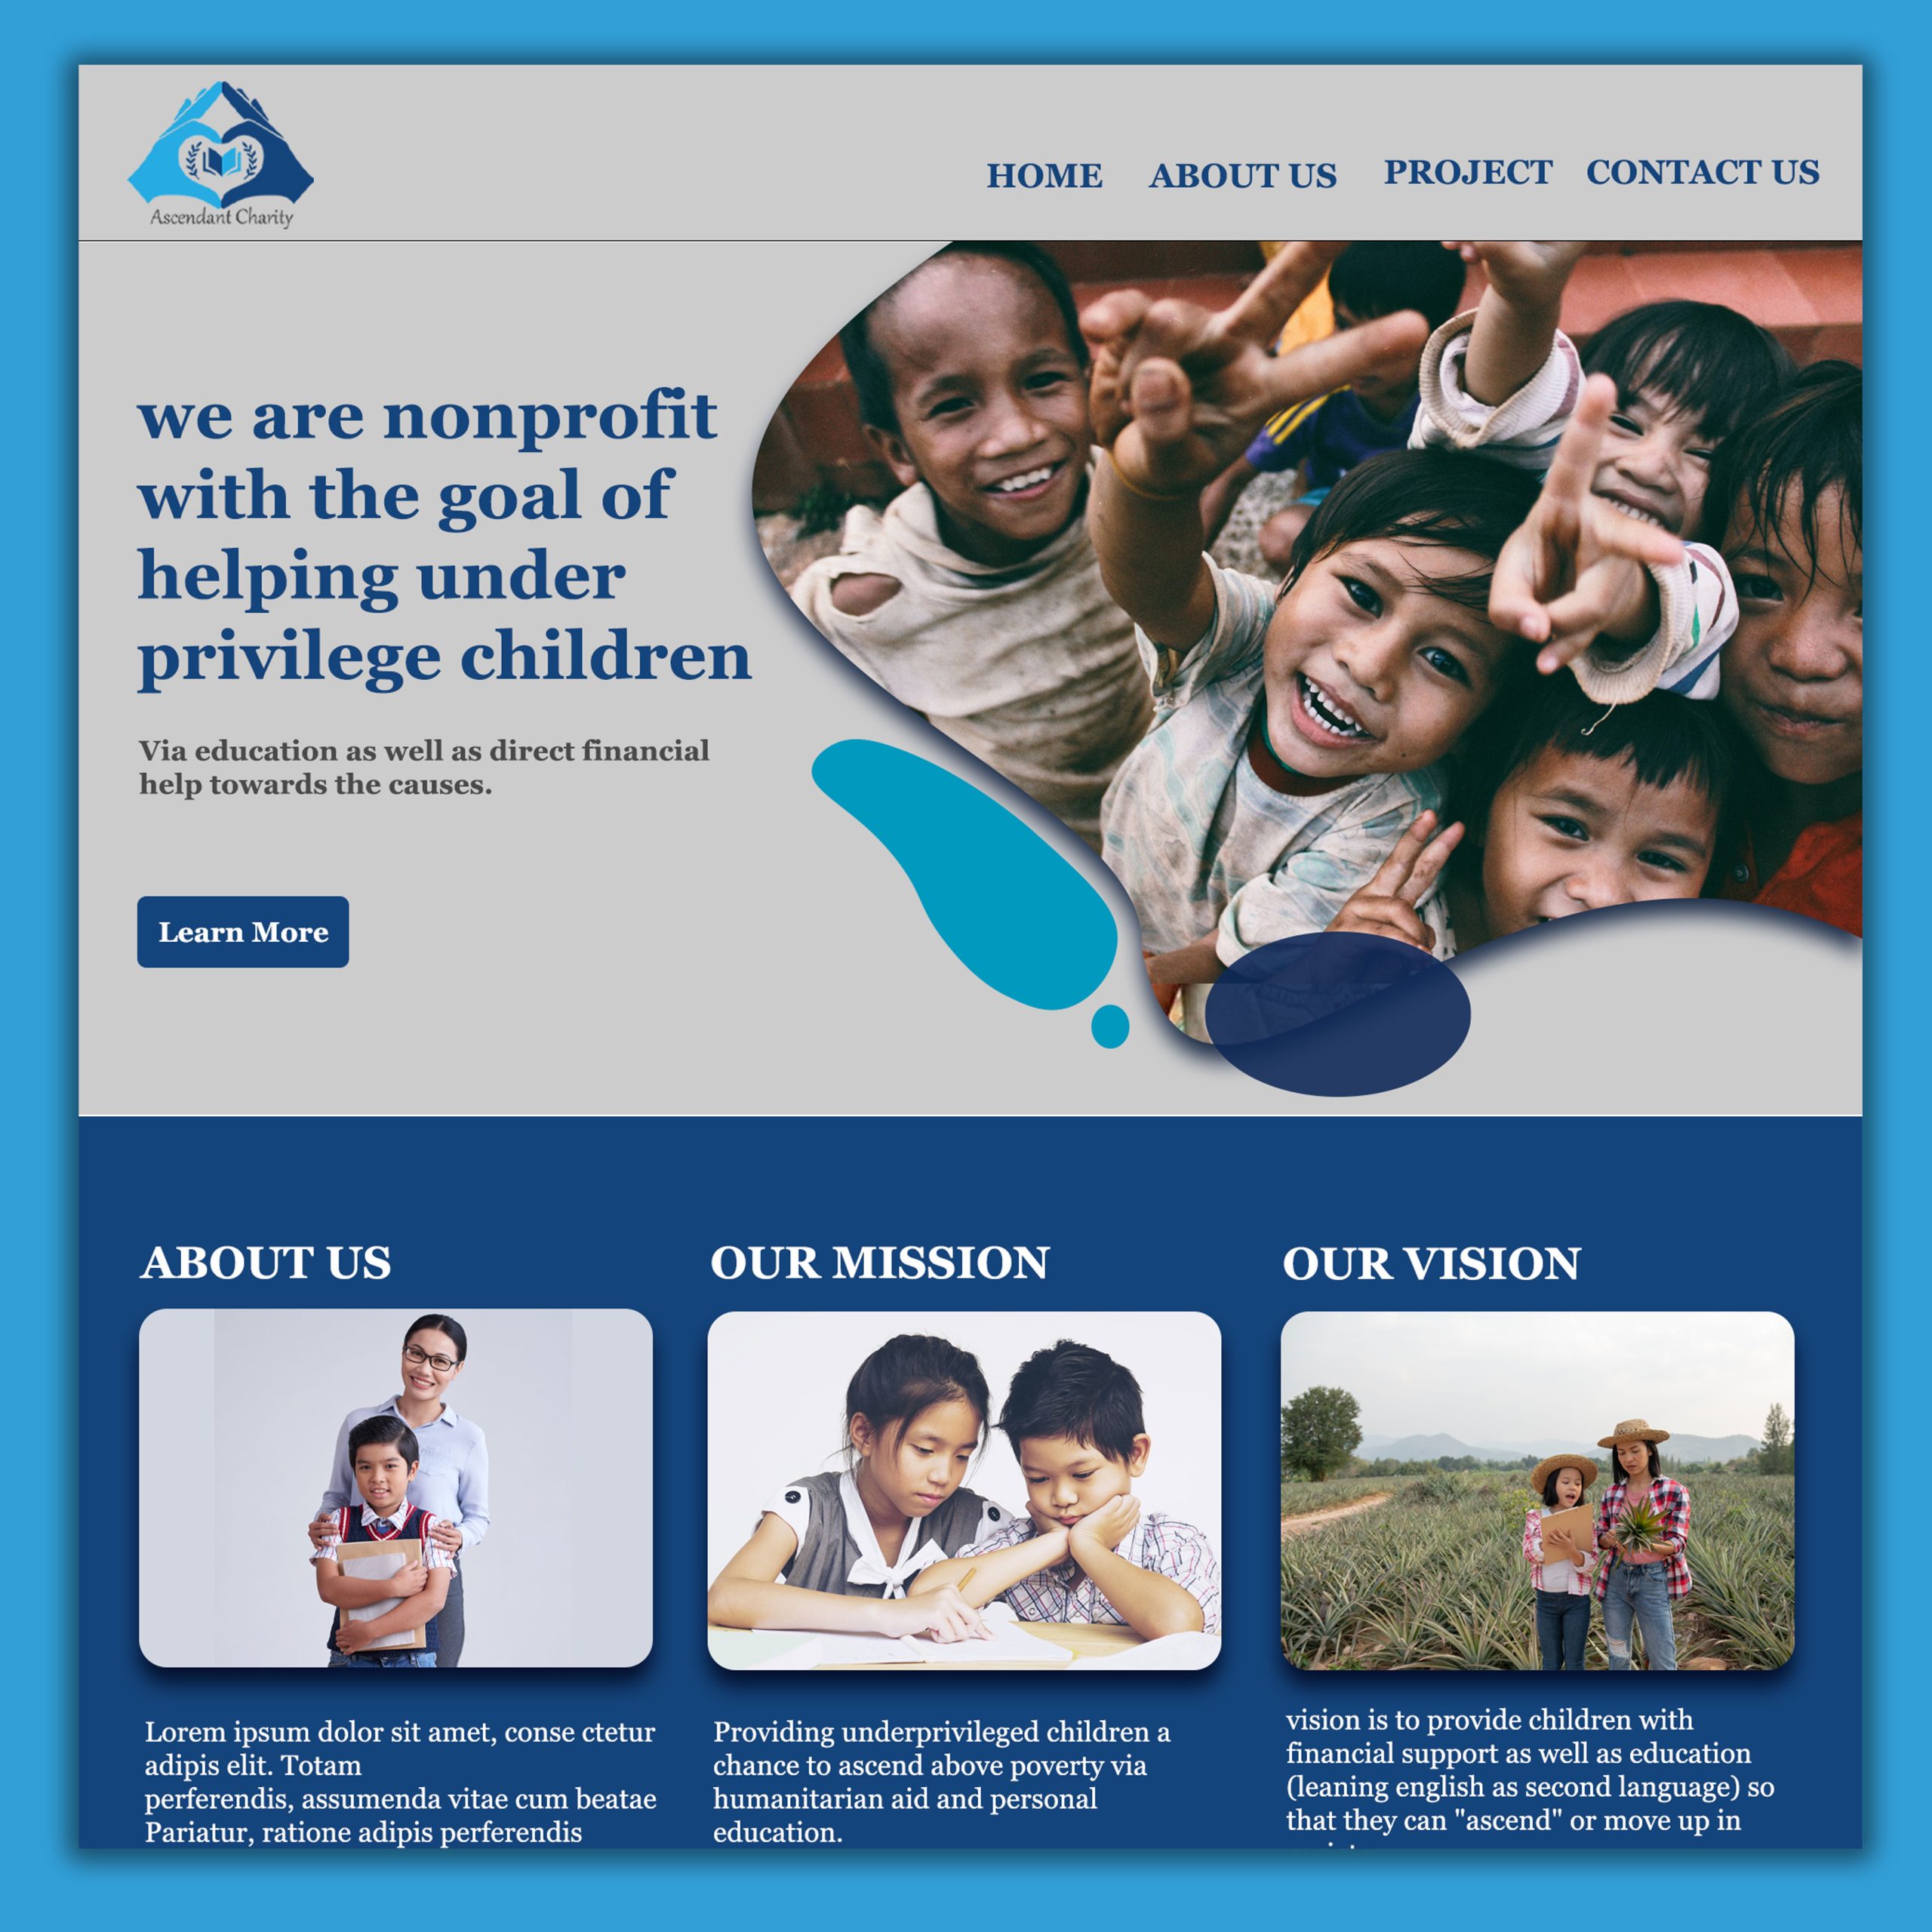 Ascendant Charity
HOME ABOUT US PROJECT CONTACT US
we are nonprofit
with the goal of
helping under
privilege children
Via education as well as direct financial
help towards the causes.
Learn More
ABOUT US
Lorem ipsum dolor sit amet, conse ctetur
adipis elit. Totam
perferendis, assumenda vitae cum beatae
Pariatur, ratione adipis perferendis
OUR MISSION
Providing underprivileged children a
chance to ascend above poverty via
humanitarian aid and personal
education.
OUR VISION
vision is to provide children with
financial support as well as education
(leaning english as second language) so
that they can "ascend" or move up in